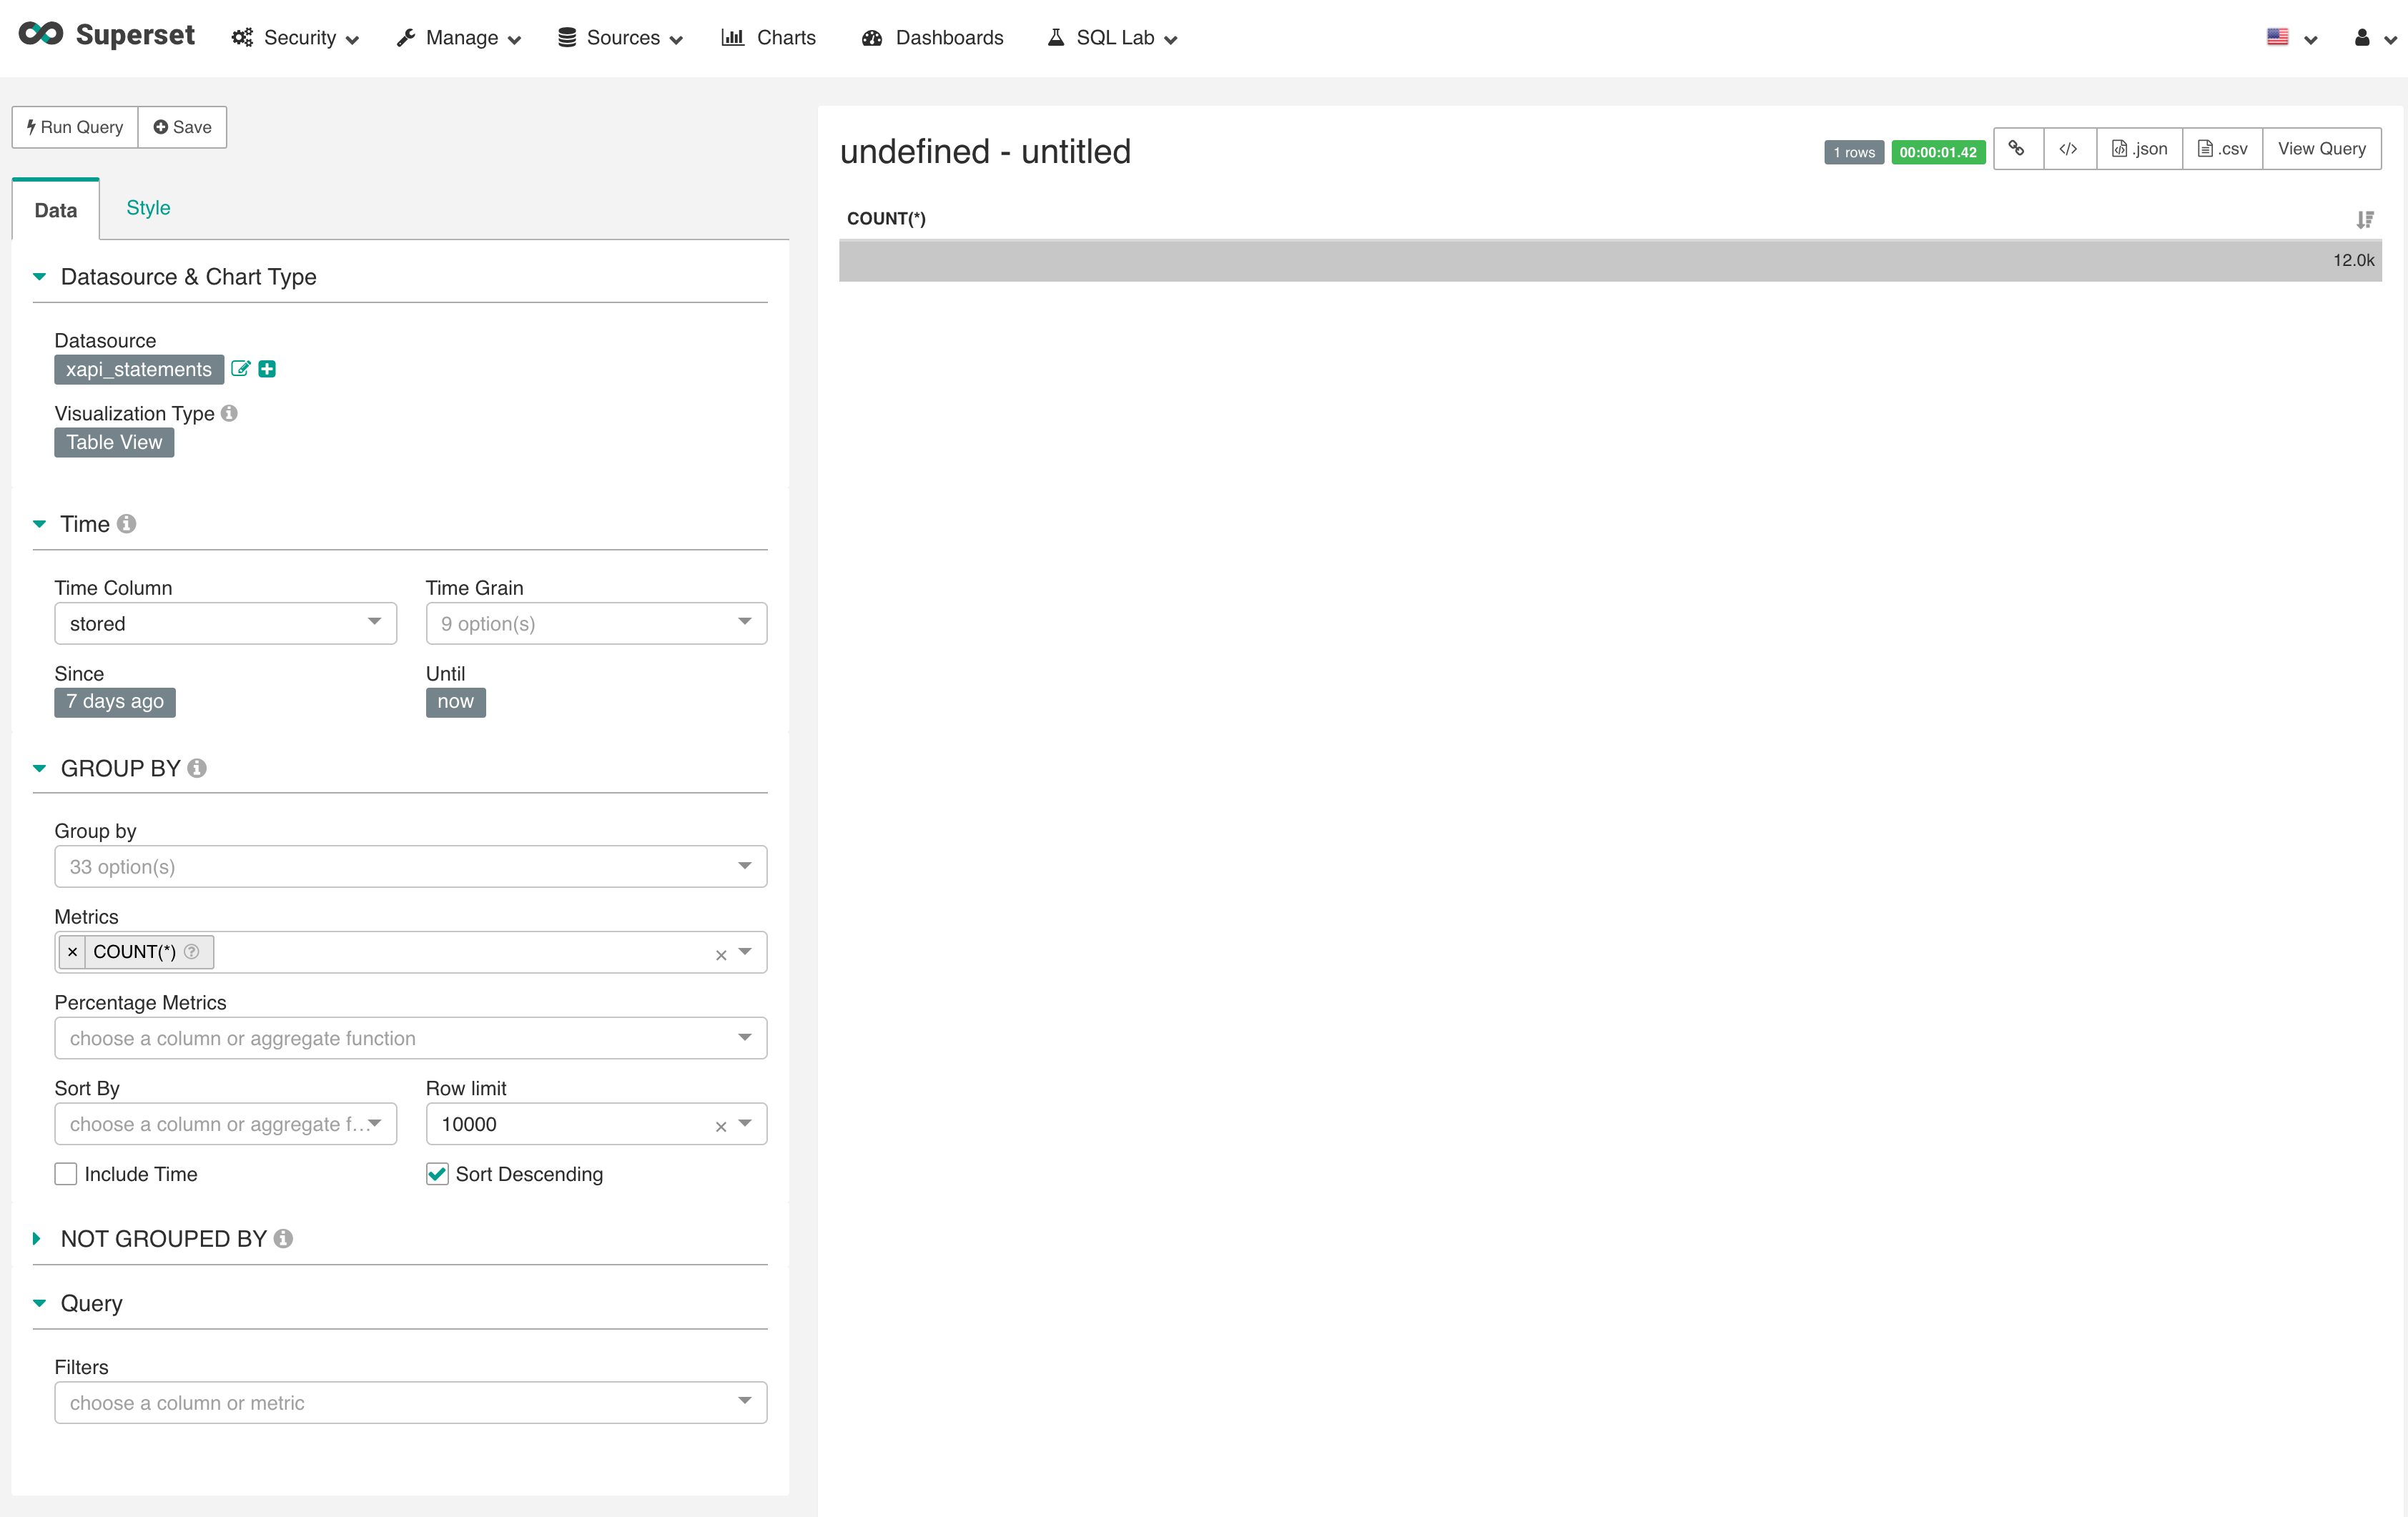 Superset Security Manage Sources Charts Dashboards SQL Lab
Run Query Save
Data Style
Datasource & Chart Type
Datasource
xapi_statements
Visualization Type
Table View
Time
Time Column Time Grain
stored 9 option(s)
Since Until
7 days ago now
GROUP BY
Group by
33 option(s)
Metrics
× COUNT(*) ? ×
Percentage Metrics
choose a column or aggregate function
Sort By Row limit
choose a column or aggregate f... 10000 ×
Include Time Sort Descending
NOT GROUPED BY
Query
Filters
choose a column or metric
undefined - untitled 1 rows 00:00:01.42 </> .json .csv View Query
COUNT(*)
12.0k